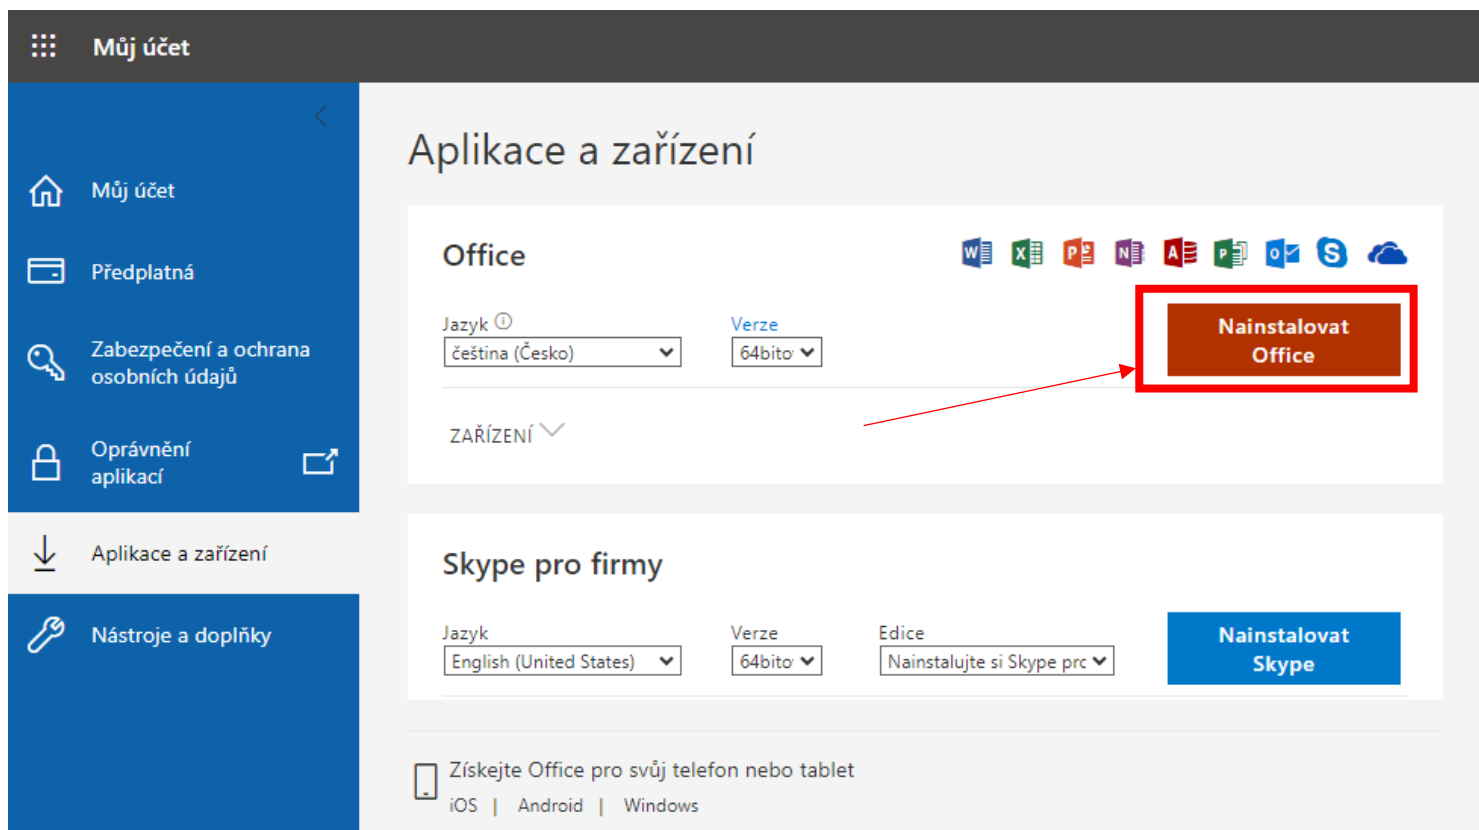 Můj účet
Můj účet
Předplatná
Zabezpečení a ochrana
osobních údajů
Oprávnění
aplikací
Aplikace a zařízení
Nástroje a doplňky
Aplikace a zařízení
Office
Jazyk
Verze
čeština (Česko)
64bito
Nainstalovat
Office
ZAŘÍZENÍ
Skype pro firmy
Jazyk
Verze
Edice
English (United States)
64bito
Nainstalujte si Skype prc
Nainstalovat
Skype
Získejte Office pro svůj telefon nebo tablet
iOS | Android | Windows